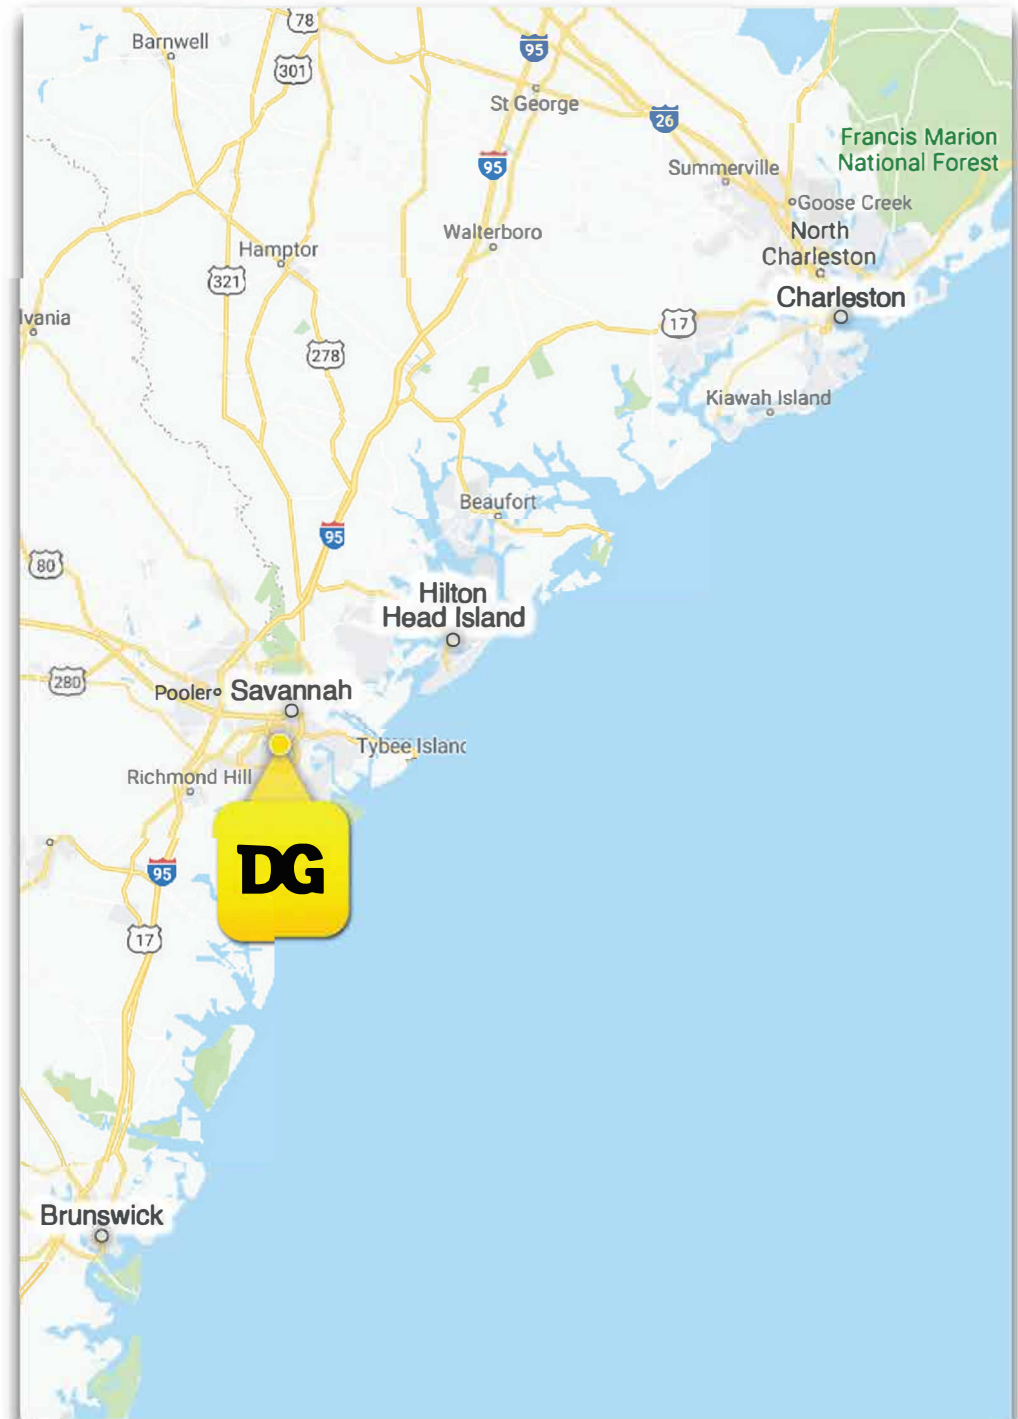 78
Barnwell
95
301
St George
26
Francis Marion
National Forest
95
Summerville
Goose Creek
Walterboro
North
Charleston
Hamptor
321
Charleston
lvania
17
278
Kiawah Island
Beaufort
95
80
Hilton
Head Island
280
Pooler
Savannah
Tybee Islanc
Richmond Hill
DG
95
17
Brunswick